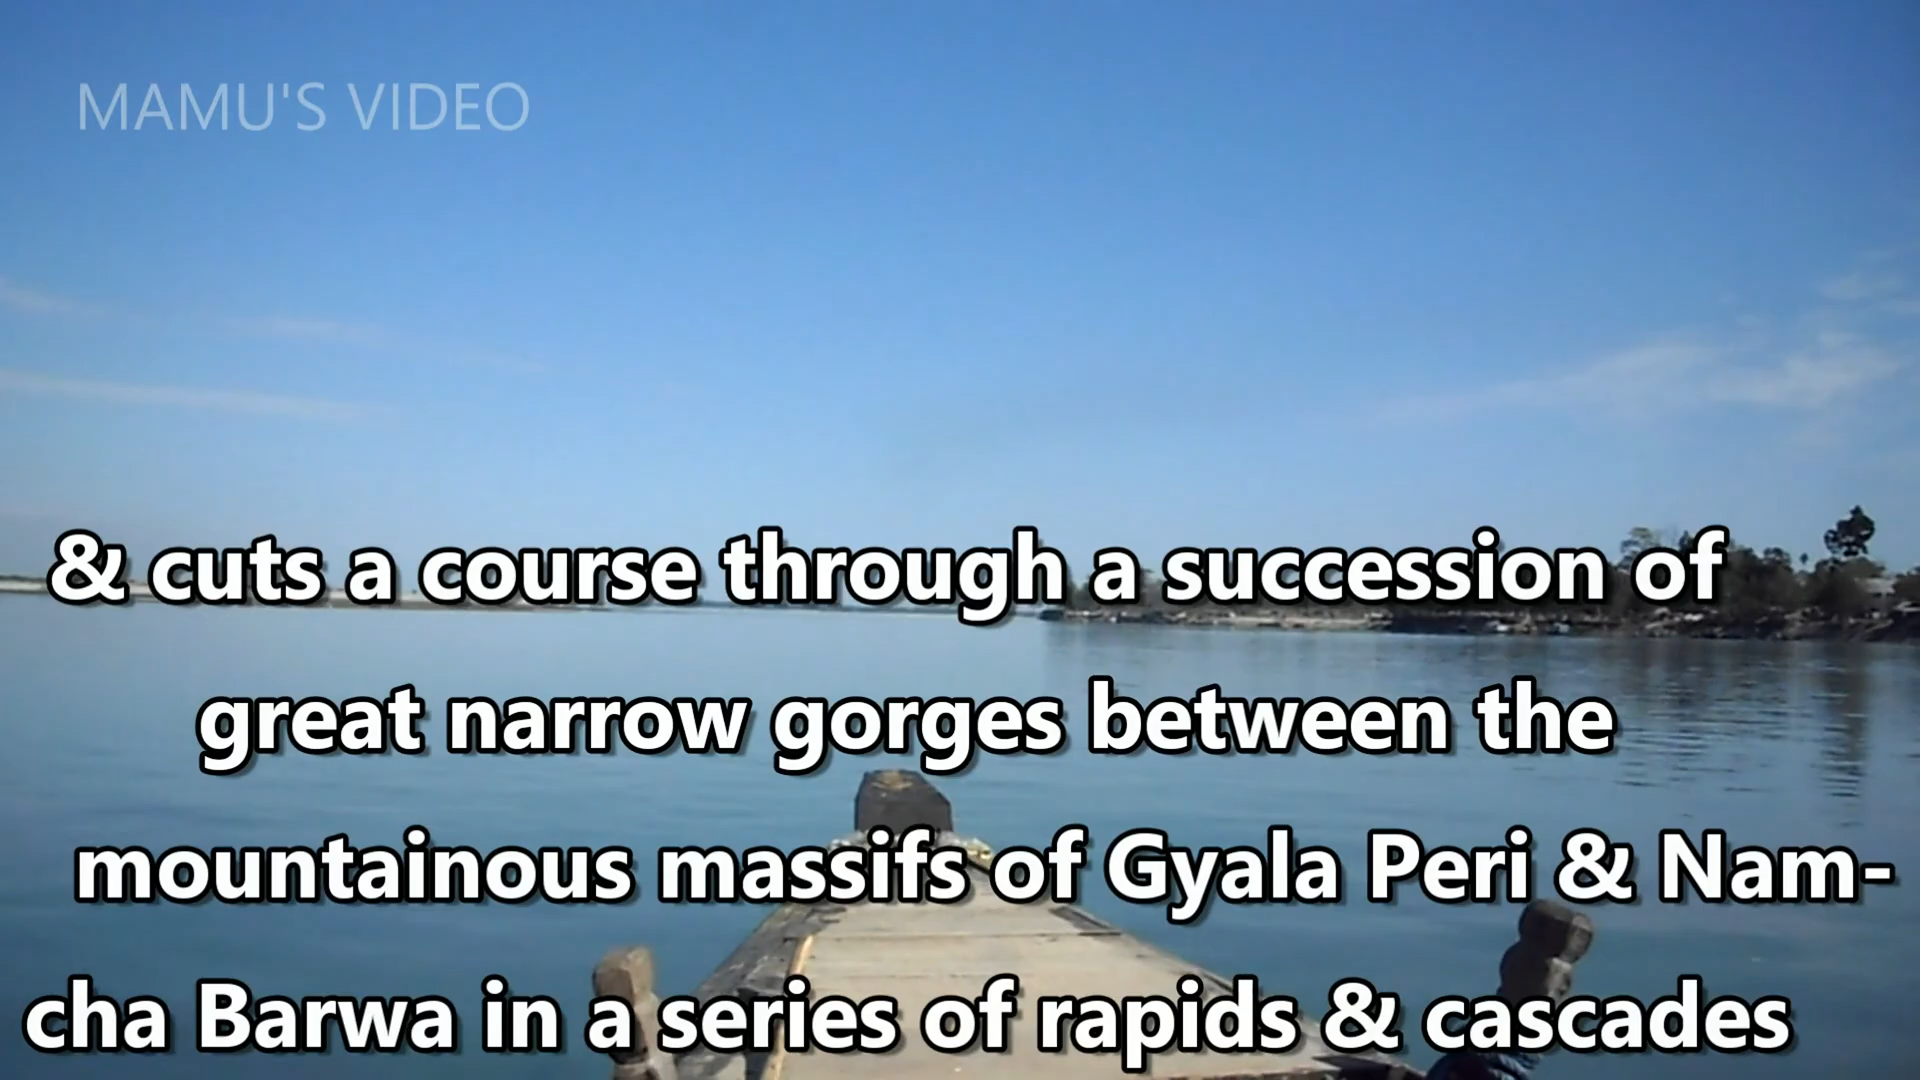 MAMU'S VIDEO
& cuts a course through a succession of
great narrow gorges between the
mountainous massifs of Gyala Peri & Nam-
cha Barwa in a series of rapids & cascades